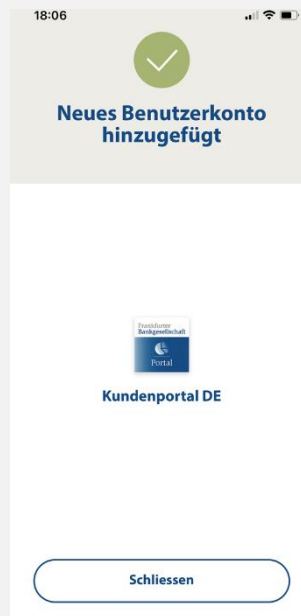 18:06
Neues Benutzerkonto
hinzugefügt
Frankfurter
Bankgesellschaft
Portal
Kundenportal DE
Schliessen